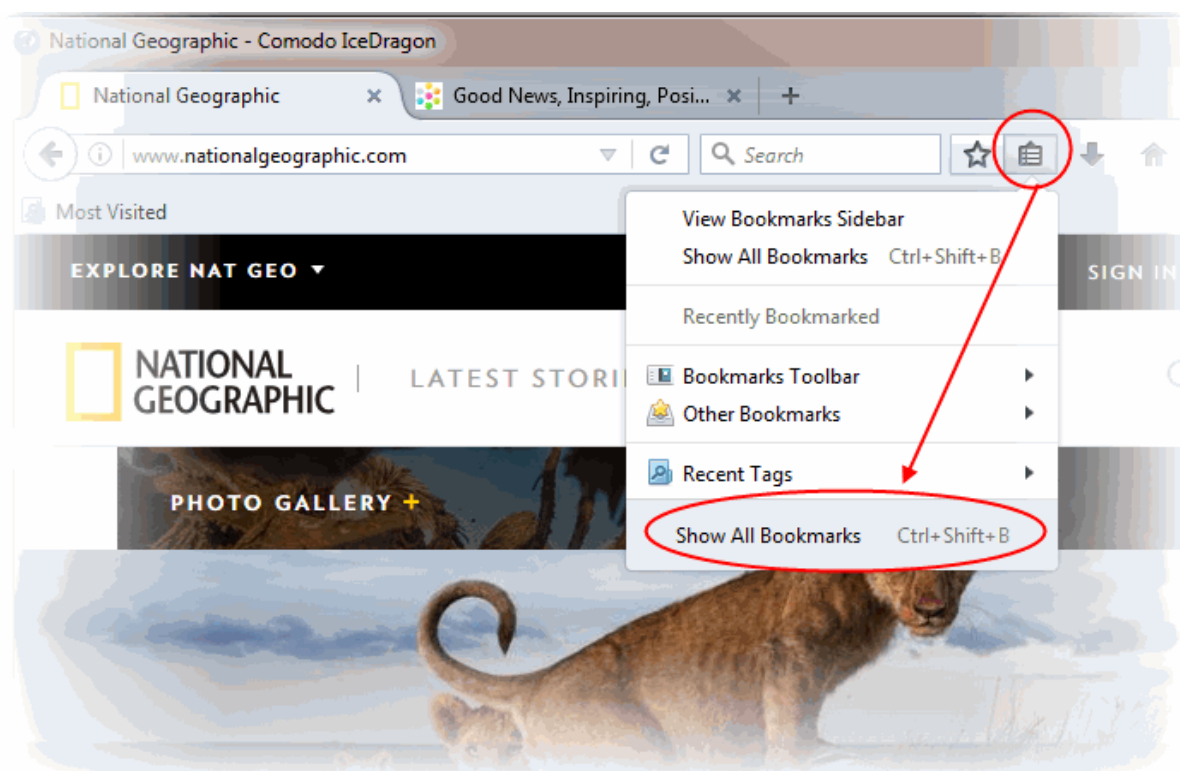 National Geographic - Comodo IceDragon
National Geographic
Good News, Inspiring, Posi...
www.nationalgeographic.com
Search
Most Visited
View Bookmarks Sidebar
Show All Bookmarks Ctrl+Shift+B
EXPLORE NAT GEO
SIGN IN
Recently Bookmarked
NATIONAL
GEOGRAPHIC
LATEST STORI
Bookmarks Toolbar
Other Bookmarks
Recent Tags
PHOTO GALLERY +
Show All Bookmarks Ctrl+Shift+B